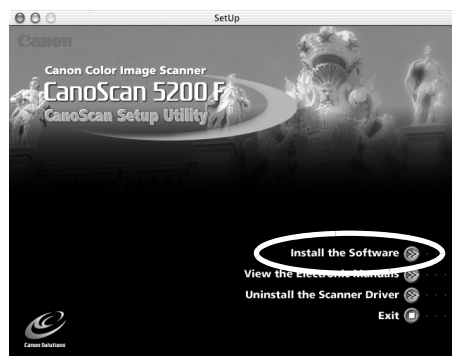 SetUp
Canon
Canon Color Image Scanner
CanoScan 5200 F
CanoScan Setup Utility
Install the Software
View the Electronic Manuals
Uninstall the Scanner Driver
Exit
Canon Solutions